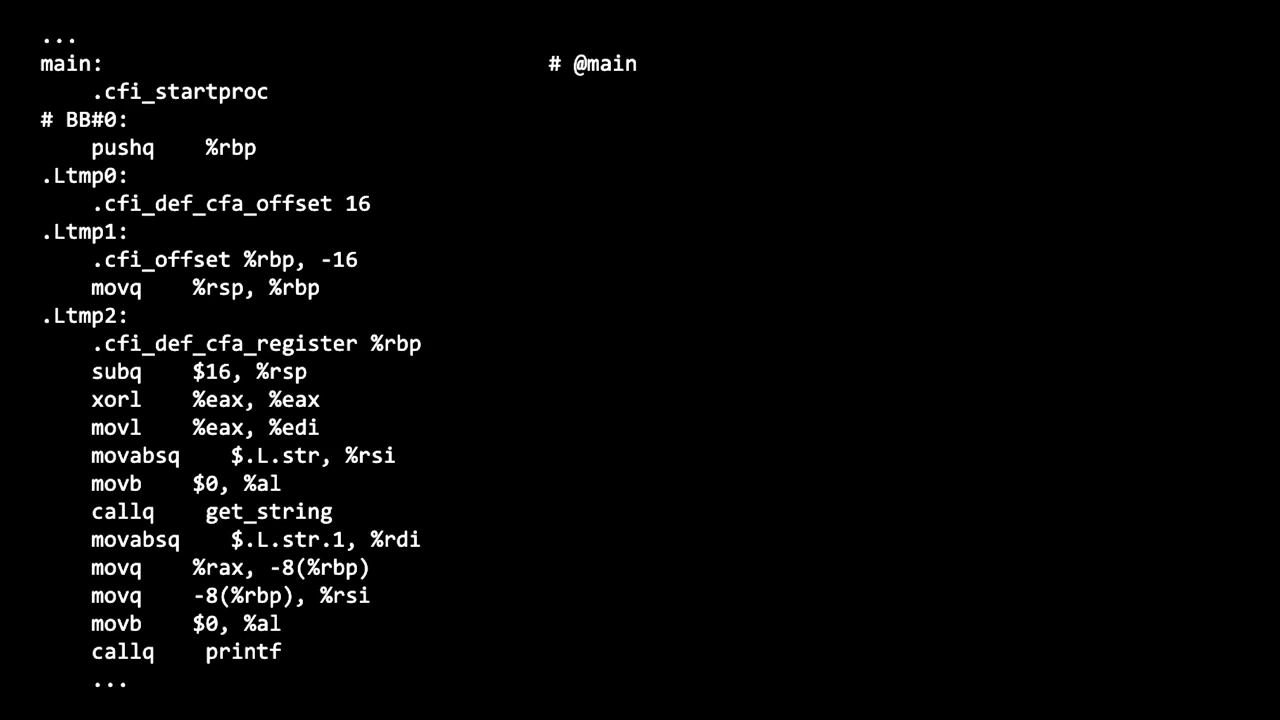 ...
main:                                   # @main
    .cfi_startproc
# BB#0:
    pushq    %rbp
.Ltmp0:
    .cfi_def_cfa_offset 16
.Ltmp1:
    .cfi_offset %rbp, -16
    movq    %rsp, %rbp
.Ltmp2:
    .cfi_def_cfa_register %rbp
    subq    $16, %rsp
    xorl    %eax, %eax
    movl    %eax, %edi
    movabsq    $.L.str, %rsi
    movb    $0, %al
    callq    get_string
    movabsq    $.L.str.1, %rdi
    movq    %rax, -8(%rbp)
    movq    -8(%rbp), %rsi
    movb    $0, %al
    callq    printf
    ...